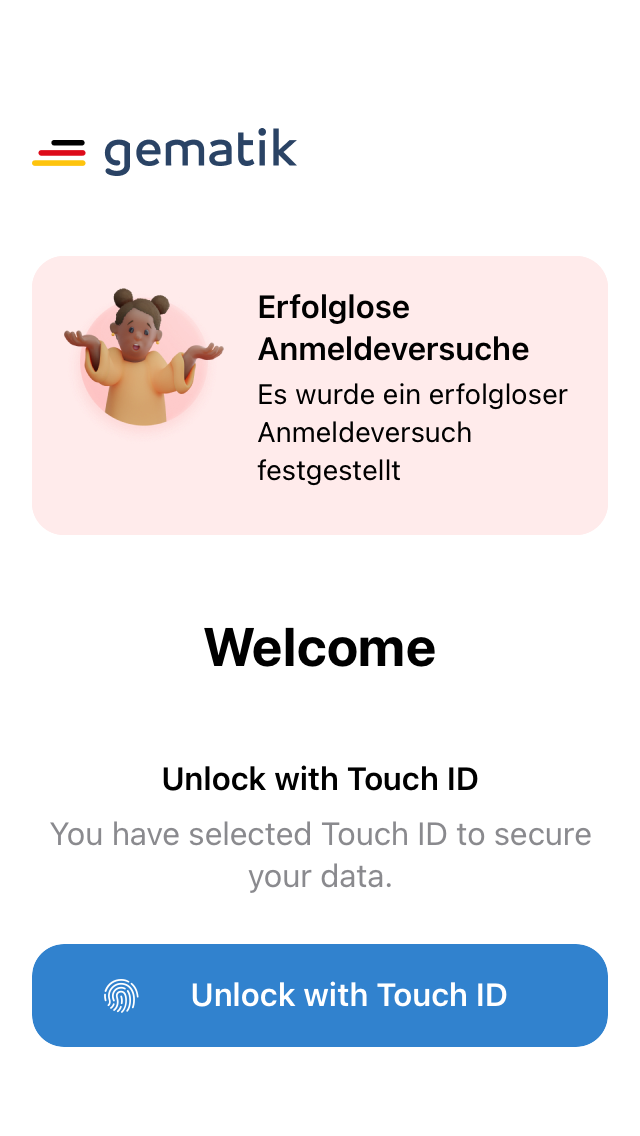 gematik
Erfolglose
Anmeldeversuche
Es wurde ein erfolgloser
Anmeldeversuch
festgestellt
Welcome
Unlock with Touch ID
You have selected Touch ID to secure
your data.
Unlock with Touch ID